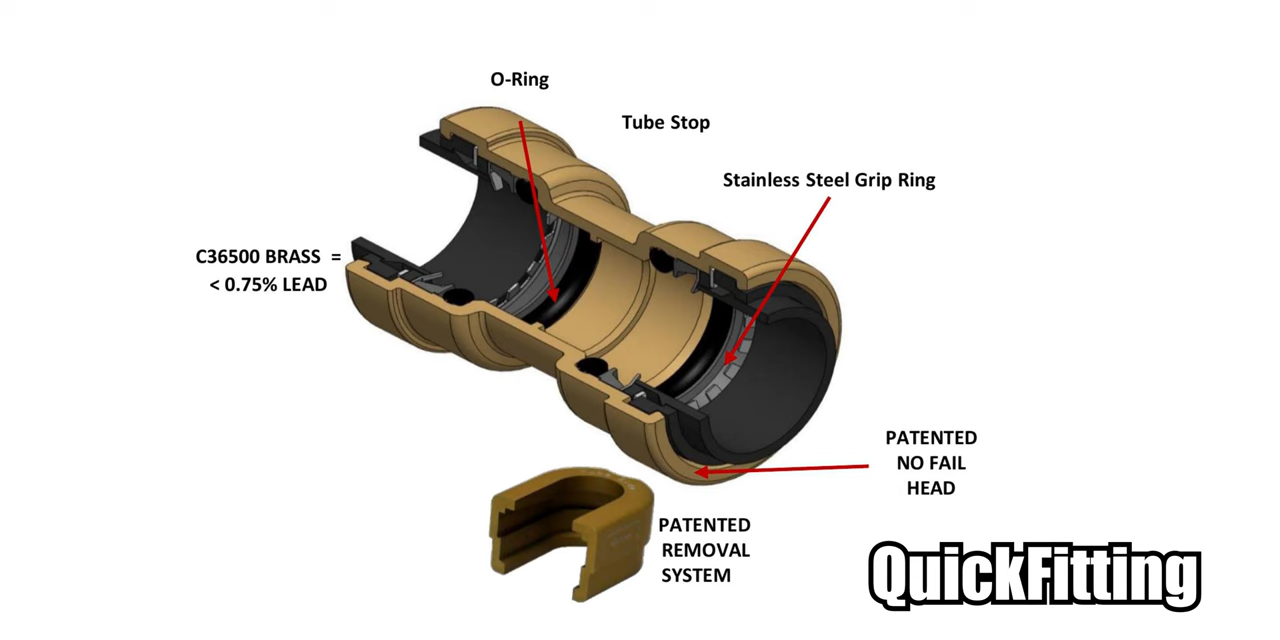 O-Ring
Tube Stop
Stainless Steel Grip Ring
C36500 BRASS =
< 0.75% LEAD
PATENTED
NO FAIL
HEAD
PATENTED
REMOVAL
SYSTEM
QuickFitting